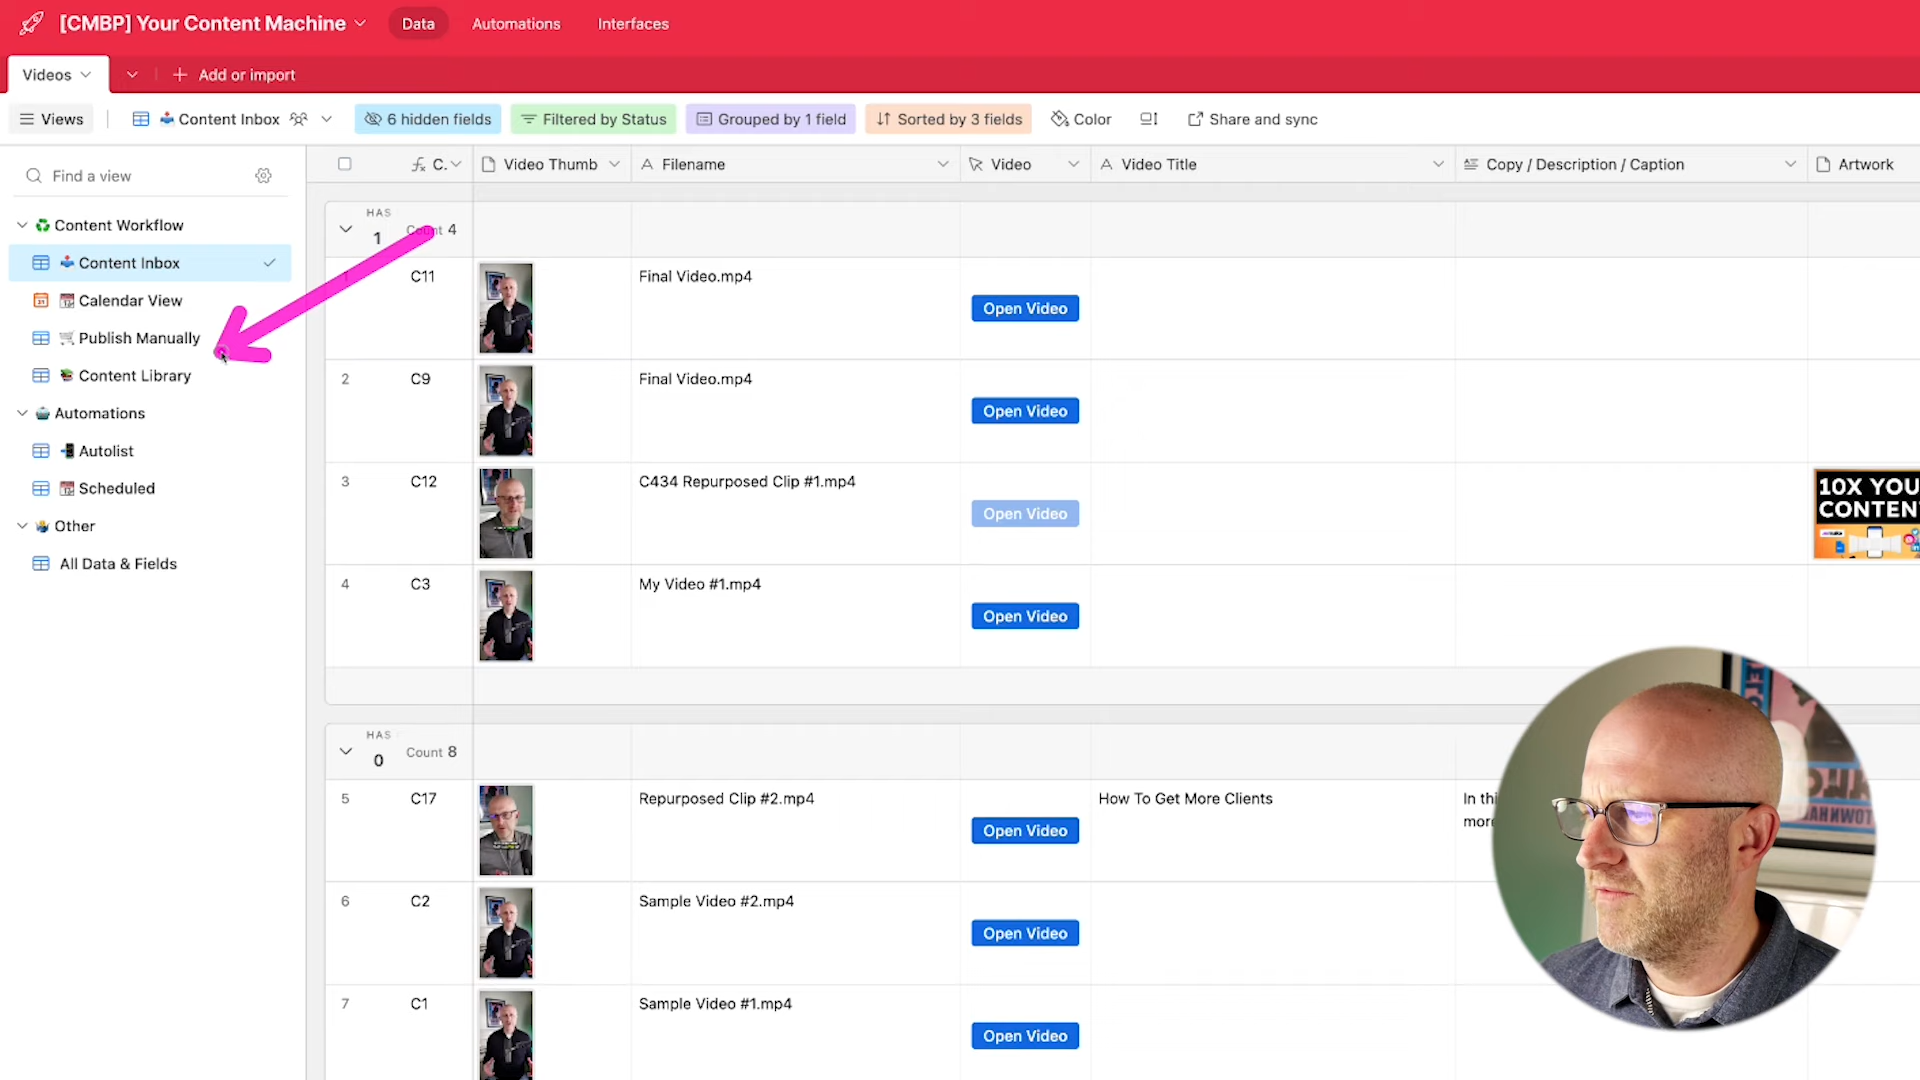 [CMBP] Your Content Machine
Data
Automations
Interfaces
Videos
Add or import
Views
Content Inbox
6 hidden fields
Filtered by Status
Grouped by 1 field
Sorted by 3 fields
Color
Share and sync
Find a view
Content Workflow
Content Inbox
Calendar View
Publish Manually
Content Library
Automations
Autolist
Scheduled
Other
All Data & Fields
C.
Video Thumb
Filename
Video
Video Title
Copy / Description / Caption
Artwork
HAS
1
Count 4
1
C11
Final Video.mp4
Open Video
2
C9
Final Video.mp4
Open Video
3
C12
C434 Repurposed Clip #1.mp4
Open Video
10X YOU
CONTEN
4
C3
My Video #1.mp4
Open Video
HAS
0
Count 8
5
C17
Repurposed Clip #2.mp4
Open Video
How To Get More Clients
In thi
more
6
C2
Sample Video #2.mp4
Open Video
7
C1
Sample Video #1.mp4
Open Video